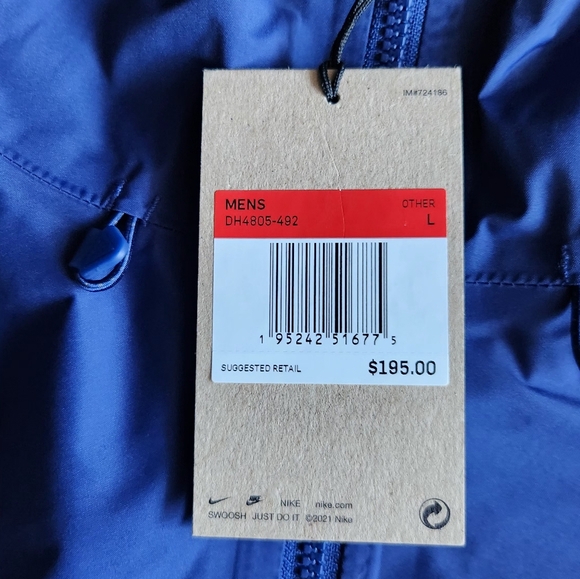 IM#724186
MENS OTHER
DH4805-492 L
1 95242 51677 5
SUGGESTED RETAIL $195.00
NIKE nike.com
SWOOSH JUST DO IT ©2021 Nike